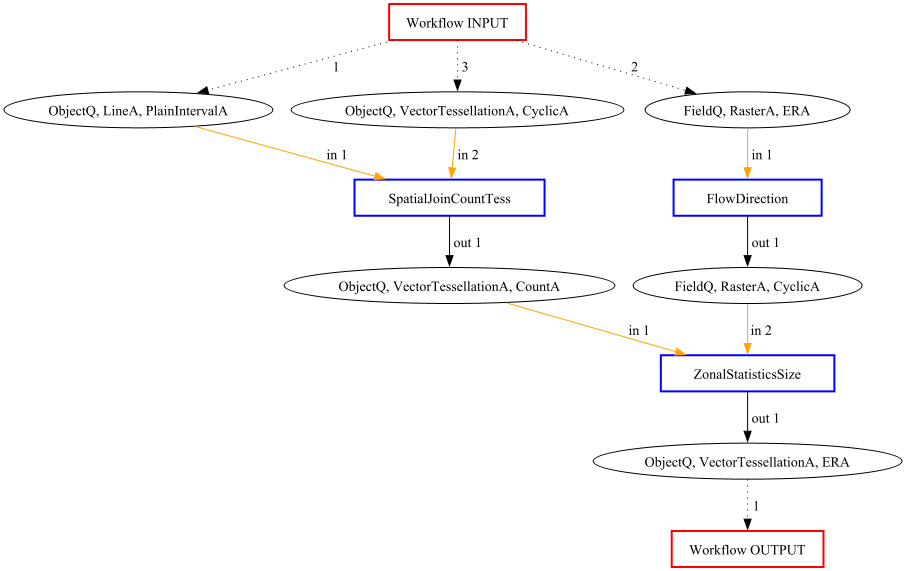 Workflow INPUT
1
3
2
ObjectQ, LineA, PlainIntervalA
ObjectQ, VectorTessellationA, CyclicA
FieldQ, RasterA, ERA
in 1
in 2
in 1
SpatialJoinCountTess
FlowDirection
out 1
out 1
ObjectQ, VectorTessellationA, CountA
FieldQ, RasterA, CyclicA
in 1
in 2
ZonalStatisticsSize
out 1
ObjectQ, VectorTessellationA, ERA
1
Workflow OUTPUT